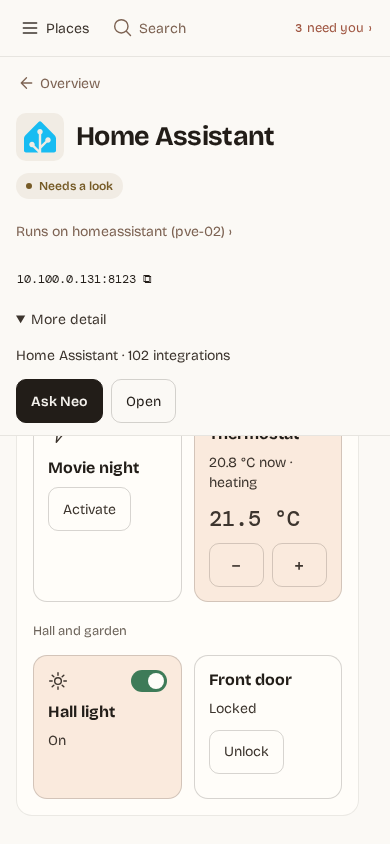 Places
Search
3 need you ›
Overview
Home Assistant
Needs a look
Runs on homeassistant (pve-02) ›
10.100.0.131:8123
More detail
Home Assistant · 102 integrations
Ask Neo
Open
Movie night
Activate
Thermostat
20.8 °C now ·
heating
21.5 °C
−
+
Hall and garden
Hall light
On
Front door
Locked
Unlock